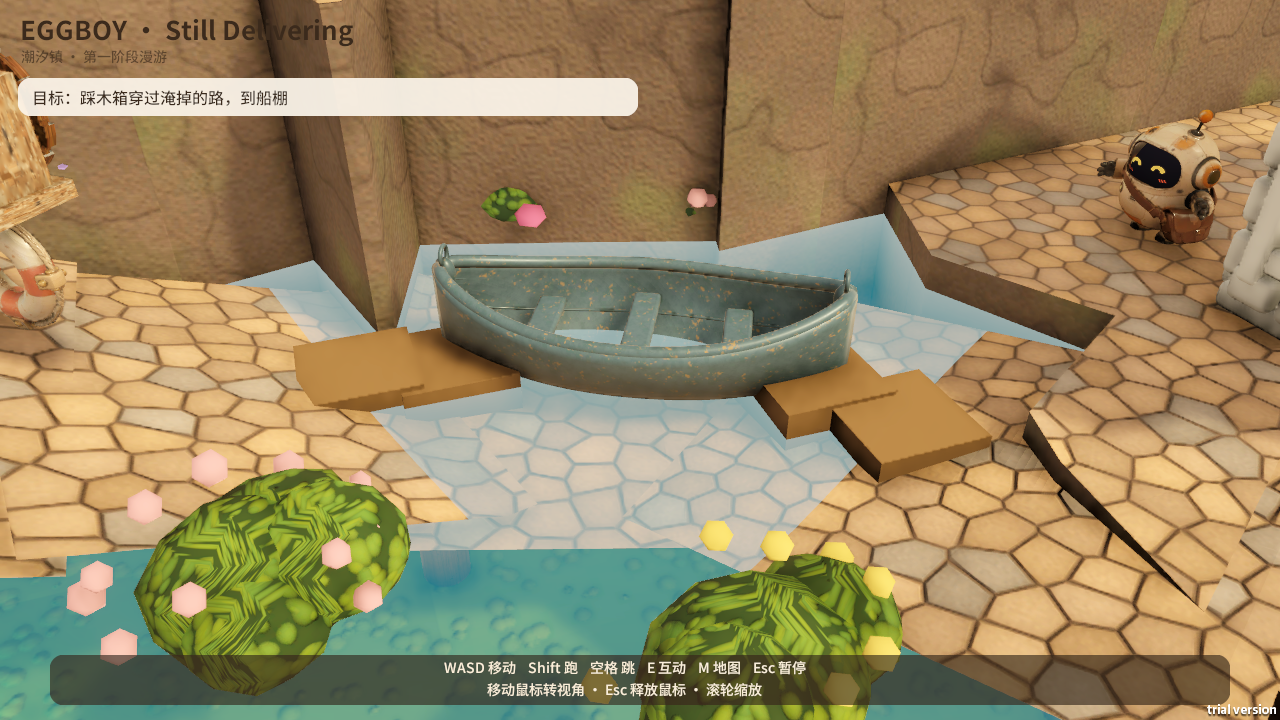 EGGBOY · Still Delivering
潮汐镇 · 第一阶段漫游
目标：踩木箱穿过淹掉的路，到船棚
WASD 移动 Shift 跑 空格 跳 E 互动 M 地图 Esc 暂停
移动鼠标转视角 · Esc 释放鼠标 · 滚轮缩放
trial version